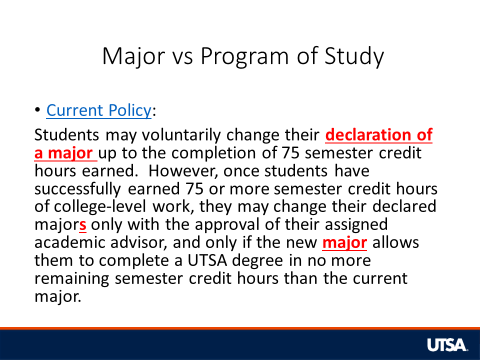 Major vs Program of Study
• Current Policy:
Students may voluntarily change their declaration of
a major up to the completion of 75 semester credit
hours earned.  However, once students have
successfully earned 75 or more semester credit hours
of college-level work, they may change their declared
majors only with the approval of their assigned
academic advisor, and only if the new major allows
them to complete a UTSA degree in no more
remaining semester credit hours than the current
major.
UTSA